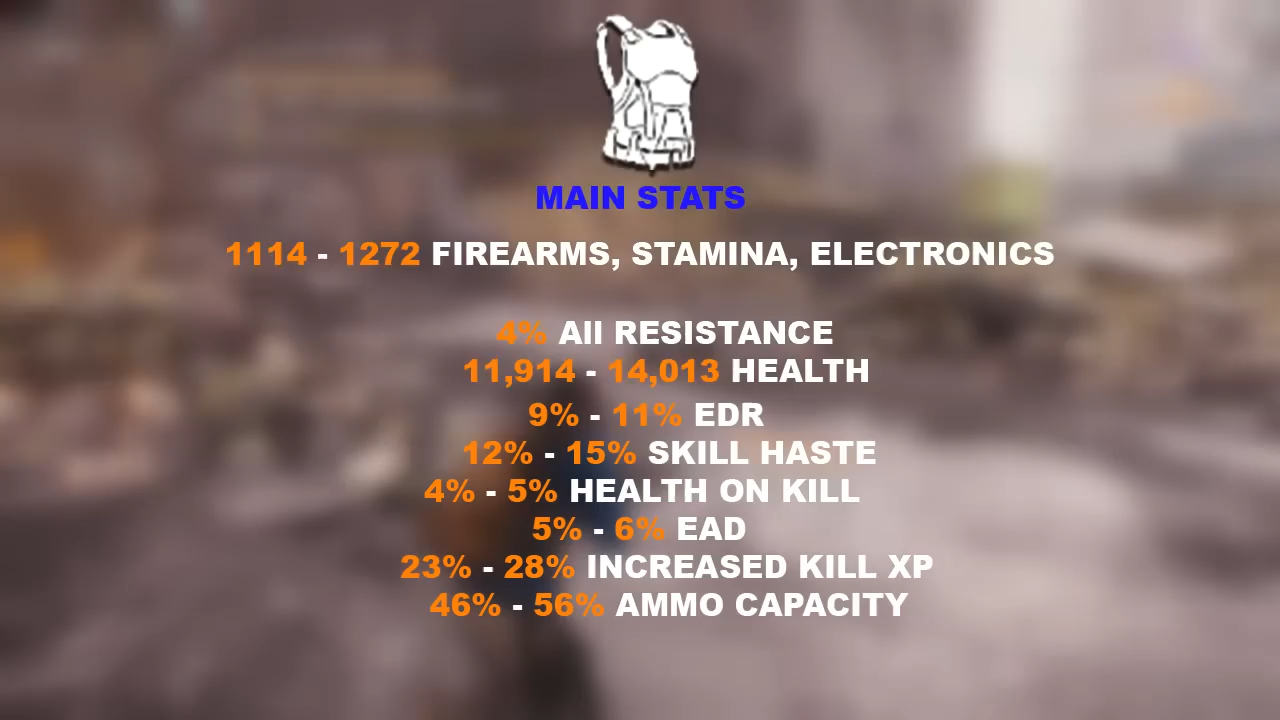 MAIN STATS
1114 - 1272 FIREARMS, STAMINA, ELECTRONICS
4% All RESISTANCE
11,914 - 14,013 HEALTH
9% - 11% EDR
12% - 15% SKILL HASTE
4% - 5% HEALTH ON KILL
5% - 6% EAD
23% - 28% INCREASED KILL XP
46% - 56% AMMO CAPACITY